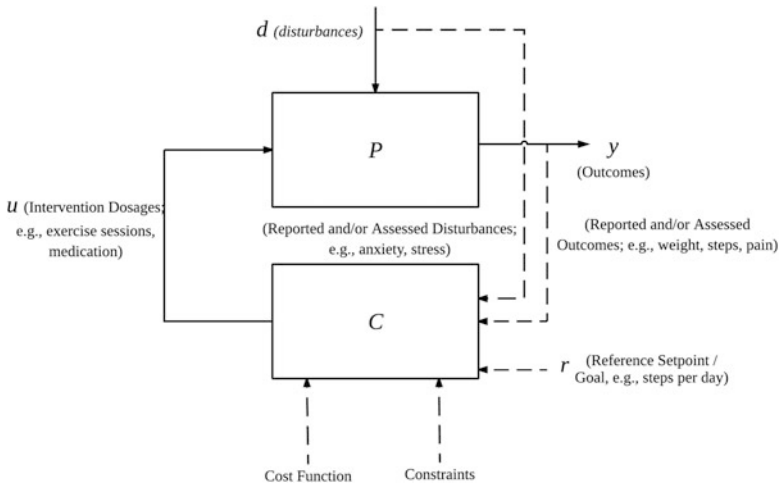 d (disturbances)
P
y
(Outcomes)
u (Intervention Dosages;
e.g., exercise sessions,
medication)
(Reported and/or Assessed Disturbances;
e.g., anxiety, stress)
(Reported and/or Assessed
Outcomes; e.g., weight, steps, pain)
C
r (Reference Setpoint /
Goal, e.g., steps per day)
Cost Function
Constraints